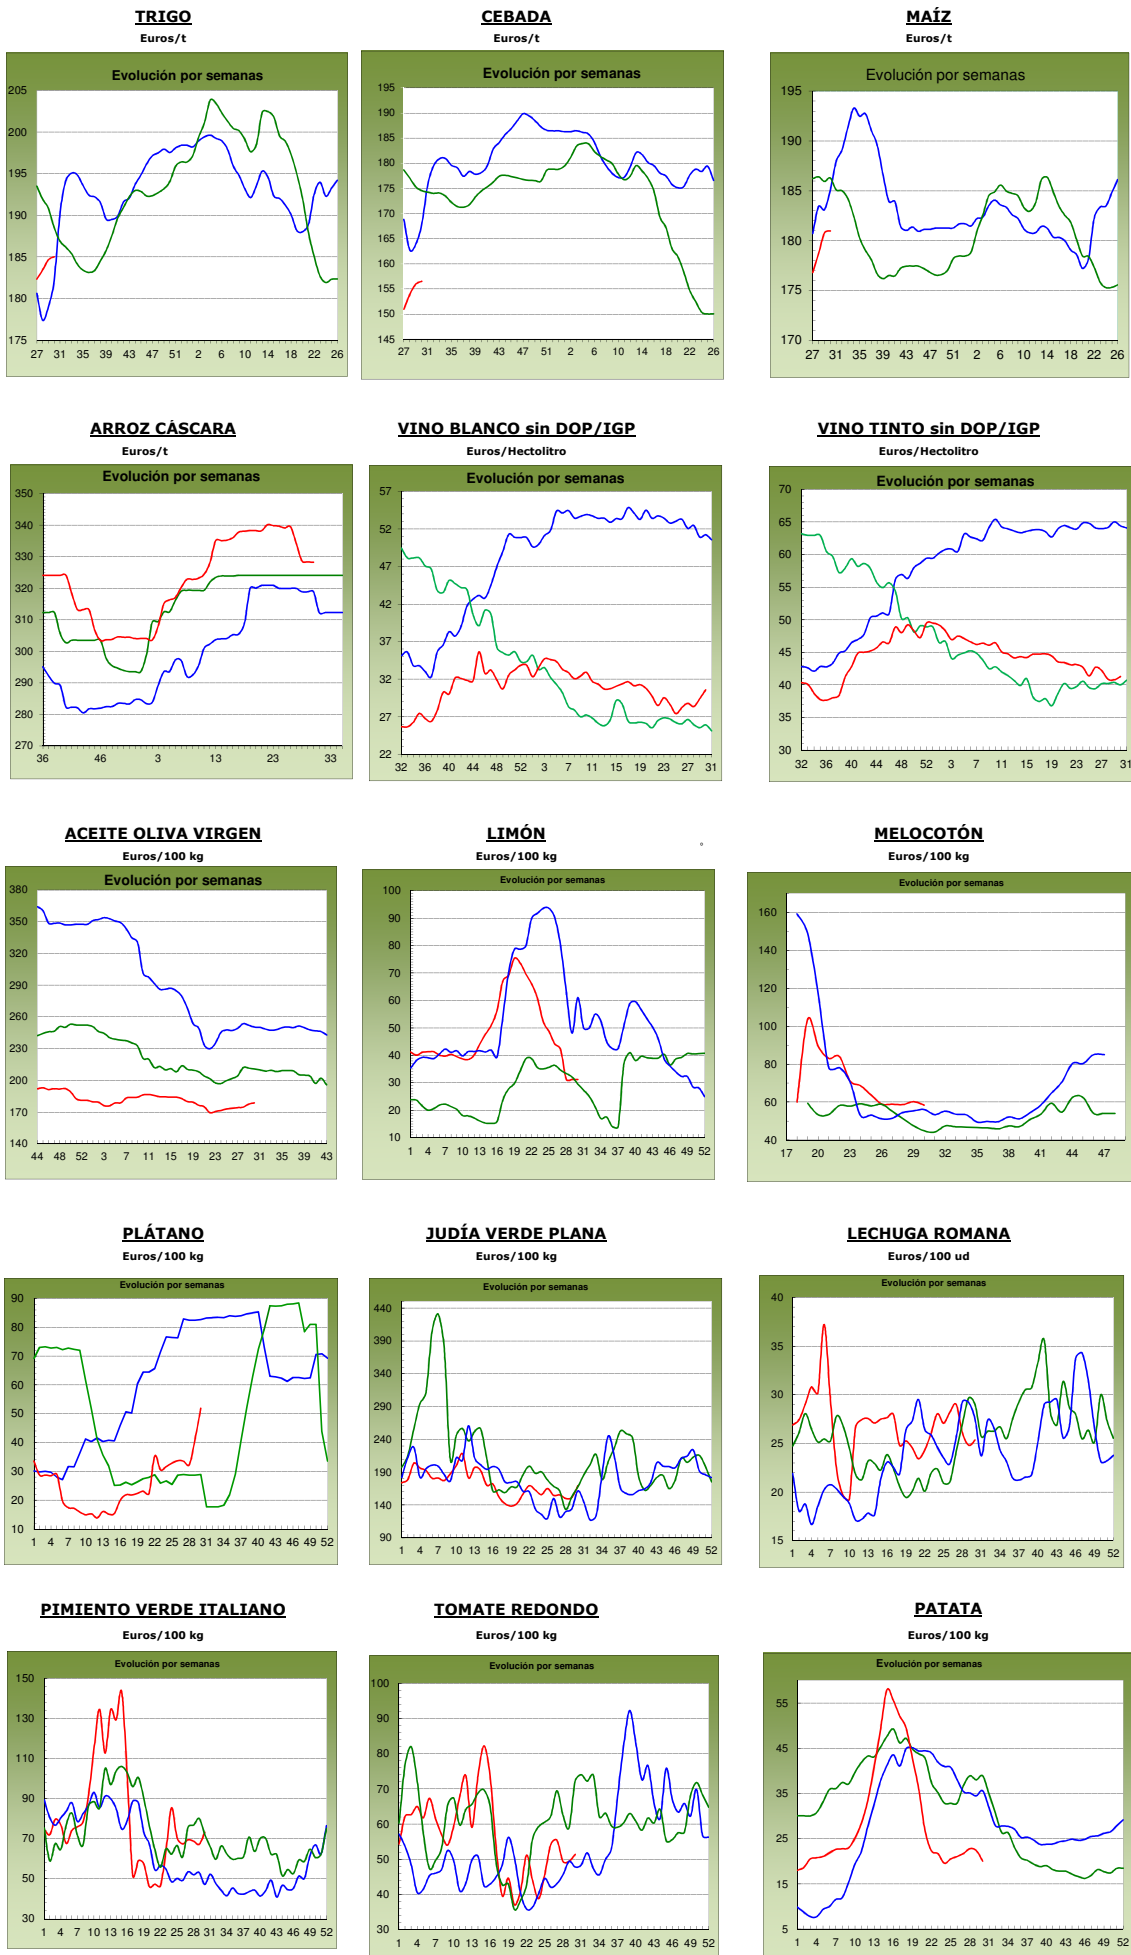 TRIGO
Euros/t
Evolución por semanas
205
200
195
190
185
180
175
27 31 35 39 43 47 51 2 6 10 14 18 22 26
CEBADA
Euros/t
Evolución por semanas
195
190
185
180
175
170
165
160
155
150
145
27 31 35 39 43 47 51 2 6 10 14 18 22 26
MAÍZ
Euros/t
Evolución por semanas
195
190
185
180
175
170
27 31 35 39 43 47 51 2 6 10 14 18 22 26
ARROZ CÁSCARA
Euros/t
Evolución por semanas
350
340
330
320
310
300
290
280
270
36 46 3 13 23 33
VINO BLANCO sin DOP/IGP
Euros/Hectolitro
Evolución por semanas
57
52
47
42
37
32
27
22
32 36 40 44 48 52 3 7 11 15 19 23 27 31
VINO TINTO sin DOP/IGP
Euros/Hectolitro
Evolución por semanas
70
65
60
55
50
45
40
35
30
32 36 40 44 48 52 3 7 11 15 19 23 27 31
ACEITE OLIVA VIRGEN
Euros/100 kg
Evolución por semanas
380
350
320
290
260
230
200
170
140
44 48 52 3 7 11 15 19 23 27 31 35 39 43
LIMÓN
Euros/100 kg
Evolución por semanas
100
90
80
70
60
50
40
30
20
10
1 4 7 10 13 16 19 22 25 28 31 34 37 40 43 46 49 52
MELOCOTÓN
Euros/100 kg
Evolución por semanas
160
140
120
100
80
60
40
17 20 23 26 29 32 35 38 41 44 47
PLÁTANO
Euros/100 kg
Evolución por semanas
90
80
70
60
50
40
30
20
10
1 4 7 10 13 16 19 22 25 28 31 34 37 40 43 46 49 52
JUDÍA VERDE PLANA
Euros/100 kg
Evolución por semanas
440
390
340
290
240
190
140
90
1 4 7 10 13 16 19 22 25 28 31 34 37 40 43 46 49 52
LECHUGA ROMANA
Euros/100 ud
Evolución por semanas
40
35
30
25
20
15
1 4 7 10 13 16 19 22 25 28 31 34 37 40 43 46 49 52
PIMIENTO VERDE ITALIANO
Euros/100 kg
Evolución por semanas
150
130
110
90
70
50
30
1 4 7 10 13 16 19 22 25 28 31 34 37 40 43 46 49 52
TOMATE REDONDO
Euros/100 kg
Evolución por semanas
100
90
80
70
60
50
40
30
1 4 7 10 13 16 19 22 25 28 31 34 37 40 43 46 49 52
PATATA
Euros/100 kg
Evolución por semanas
55
45
35
25
15
5
1 4 7 10 13 16 19 22 25 28 31 34 37 40 43 46 49 52